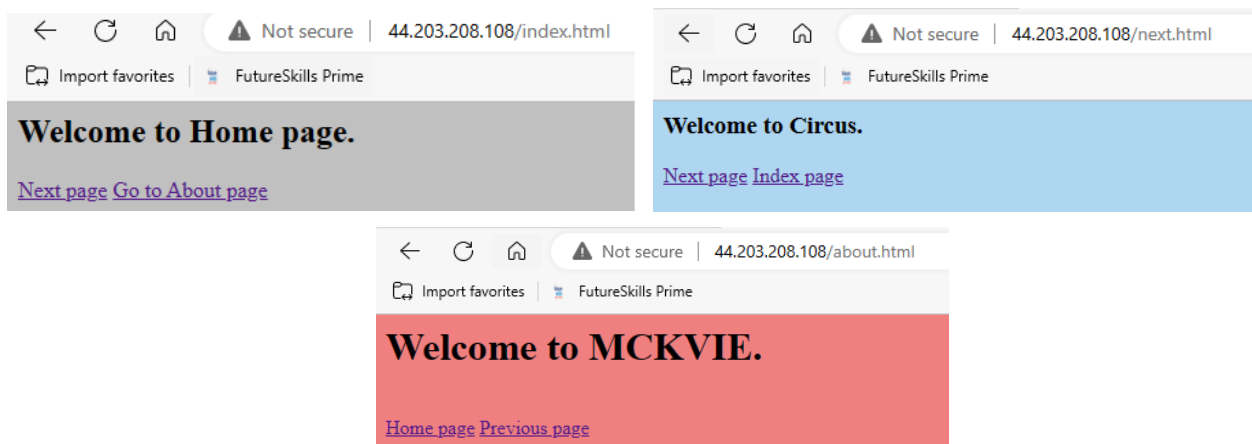 Not secure | 44.203.208.108/index.html
Import favorites | FutureSkills Prime
Welcome to Home page.
Next page Go to About page
Not secure | 44.203.208.108/next.html
Import favorites | FutureSkills Prime
Welcome to Circus.
Next page Index page
Not secure | 44.203.208.108/about.html
Import favorites | FutureSkills Prime
Welcome to MCKVIE.
Home page Previous page